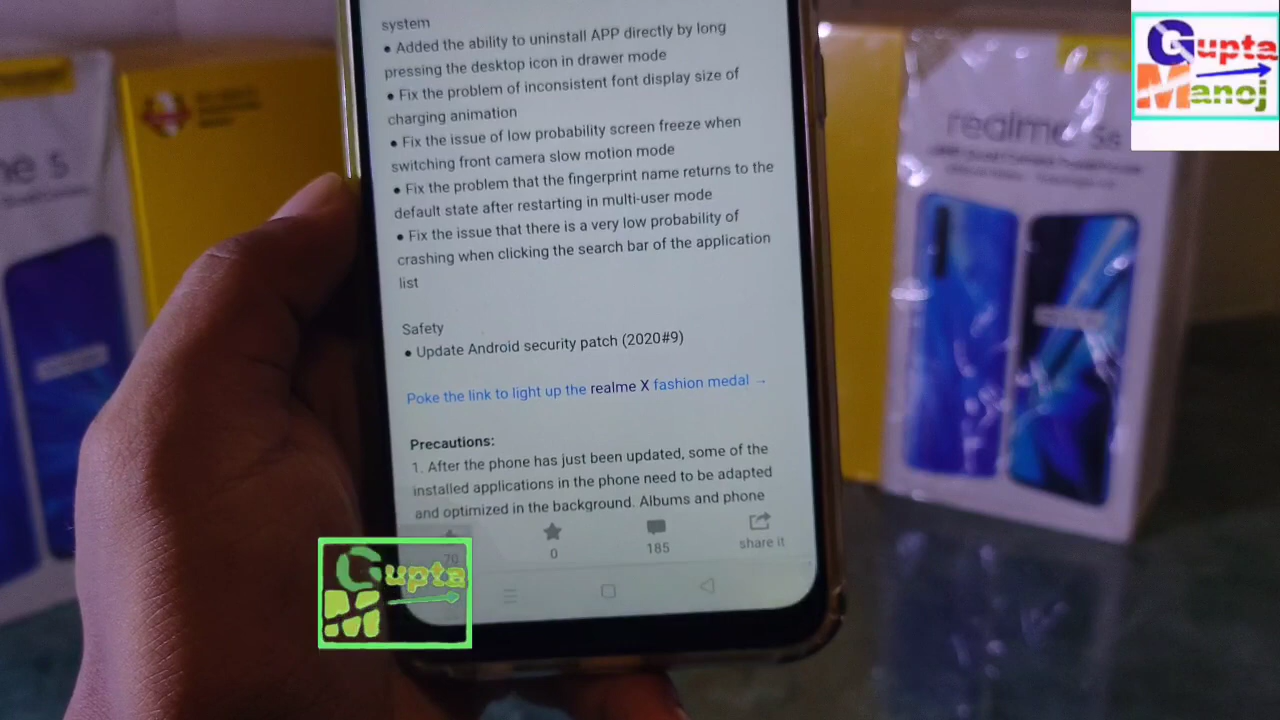 system
• Added the ability to uninstall APP directly by long
pressing the desktop icon in drawer mode
• Fix the problem of inconsistent font display size of
charging animation
• Fix the issue of low probability screen freeze when
switching front camera slow motion mode
• Fix the problem that the fingerprint name returns to the
default state after restarting in multi-user mode
• Fix the issue that there is a very low probability of
crashing when clicking the search bar of the application
list
Safety
• Update Android security patch (2020#9)
Poke the link to light up the realme X fashion medal →
Precautions:
1. After the phone has just been updated, some of the
installed applications in the phone need to be adapted
and optimized in the background. Albums and phone
70
0
185
share it
Gupta
M
Gupta
Manoj
me 5
realme 5s